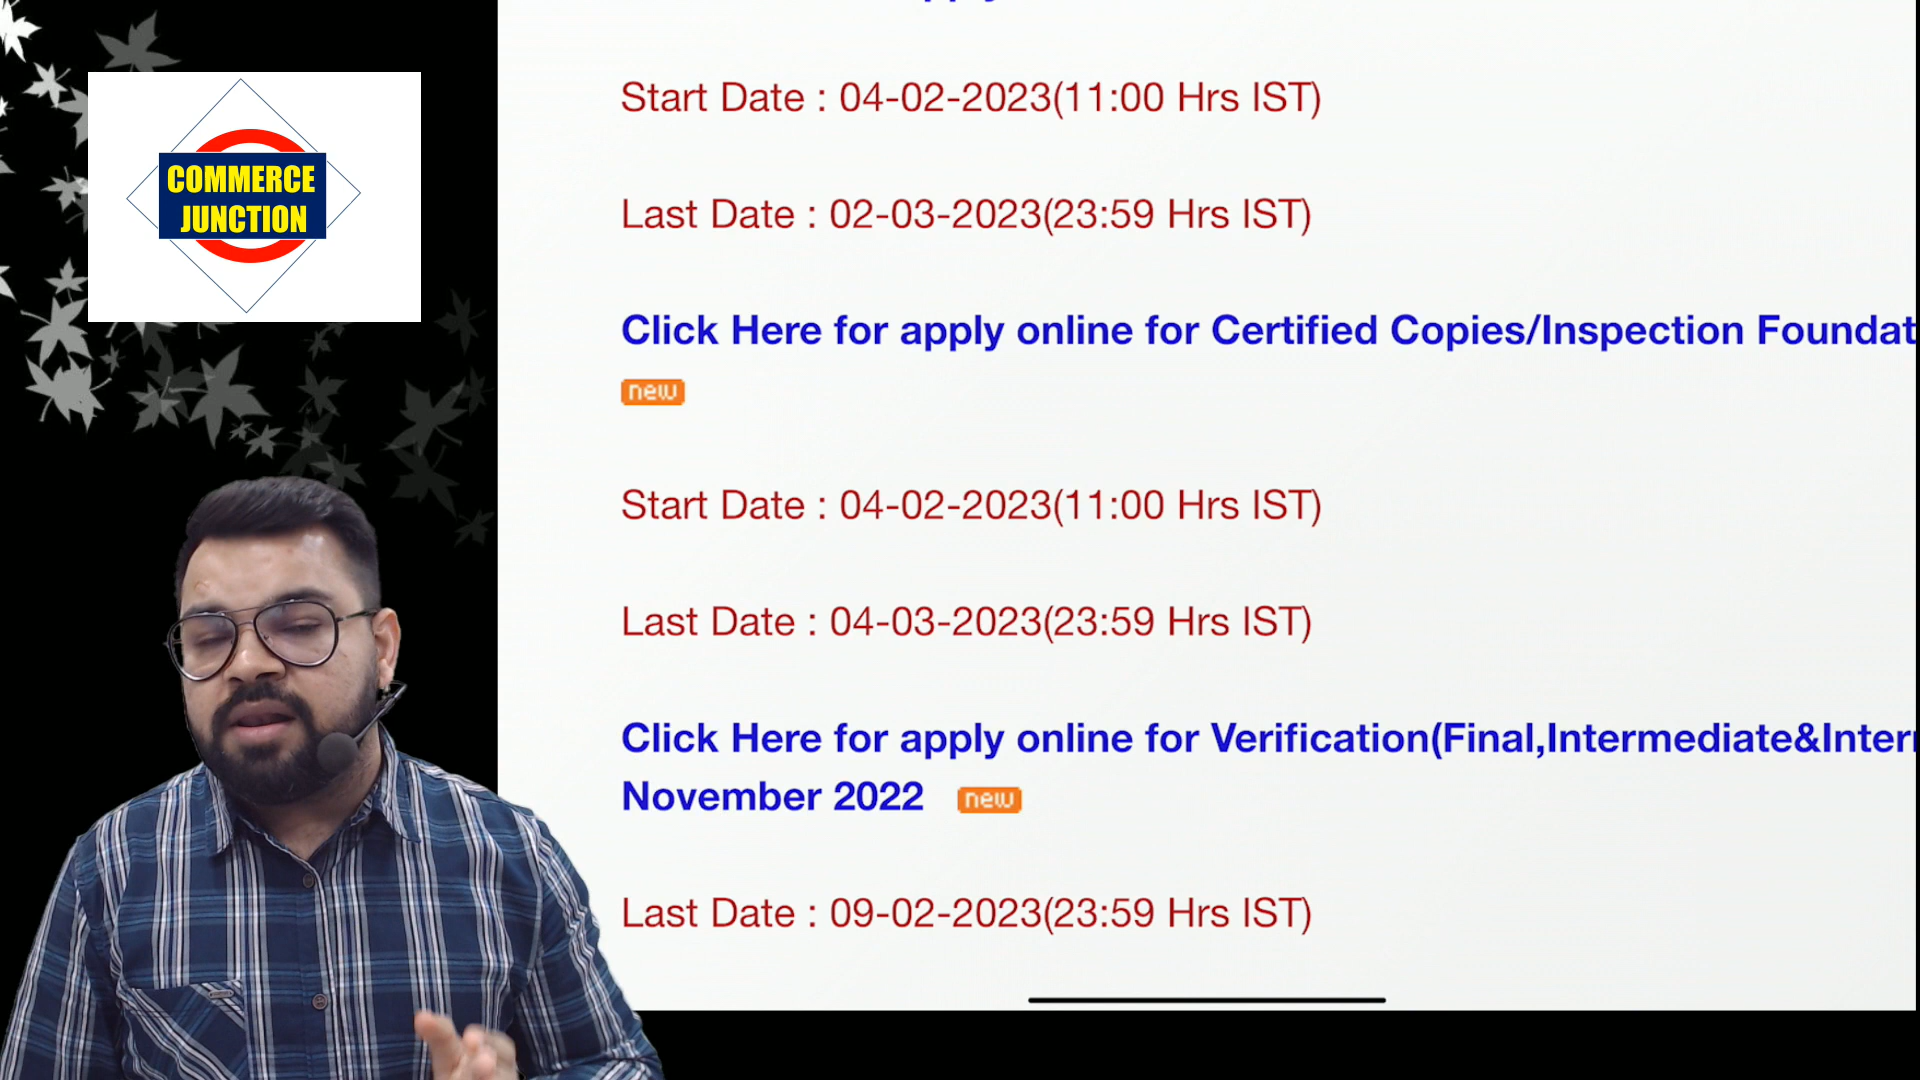 COMMERCE
JUNCTION
Start Date : 04-02-2023(11:00 Hrs IST)
Last Date : 02-03-2023(23:59 Hrs IST)
Click Here for apply online for Certified Copies/Inspection Foundat
new
Start Date : 04-02-2023(11:00 Hrs IST)
Last Date : 04-03-2023(23:59 Hrs IST)
Click Here for apply online for Verification(Final,Intermediate&Inter
November 2022 new
Last Date : 09-02-2023(23:59 Hrs IST)